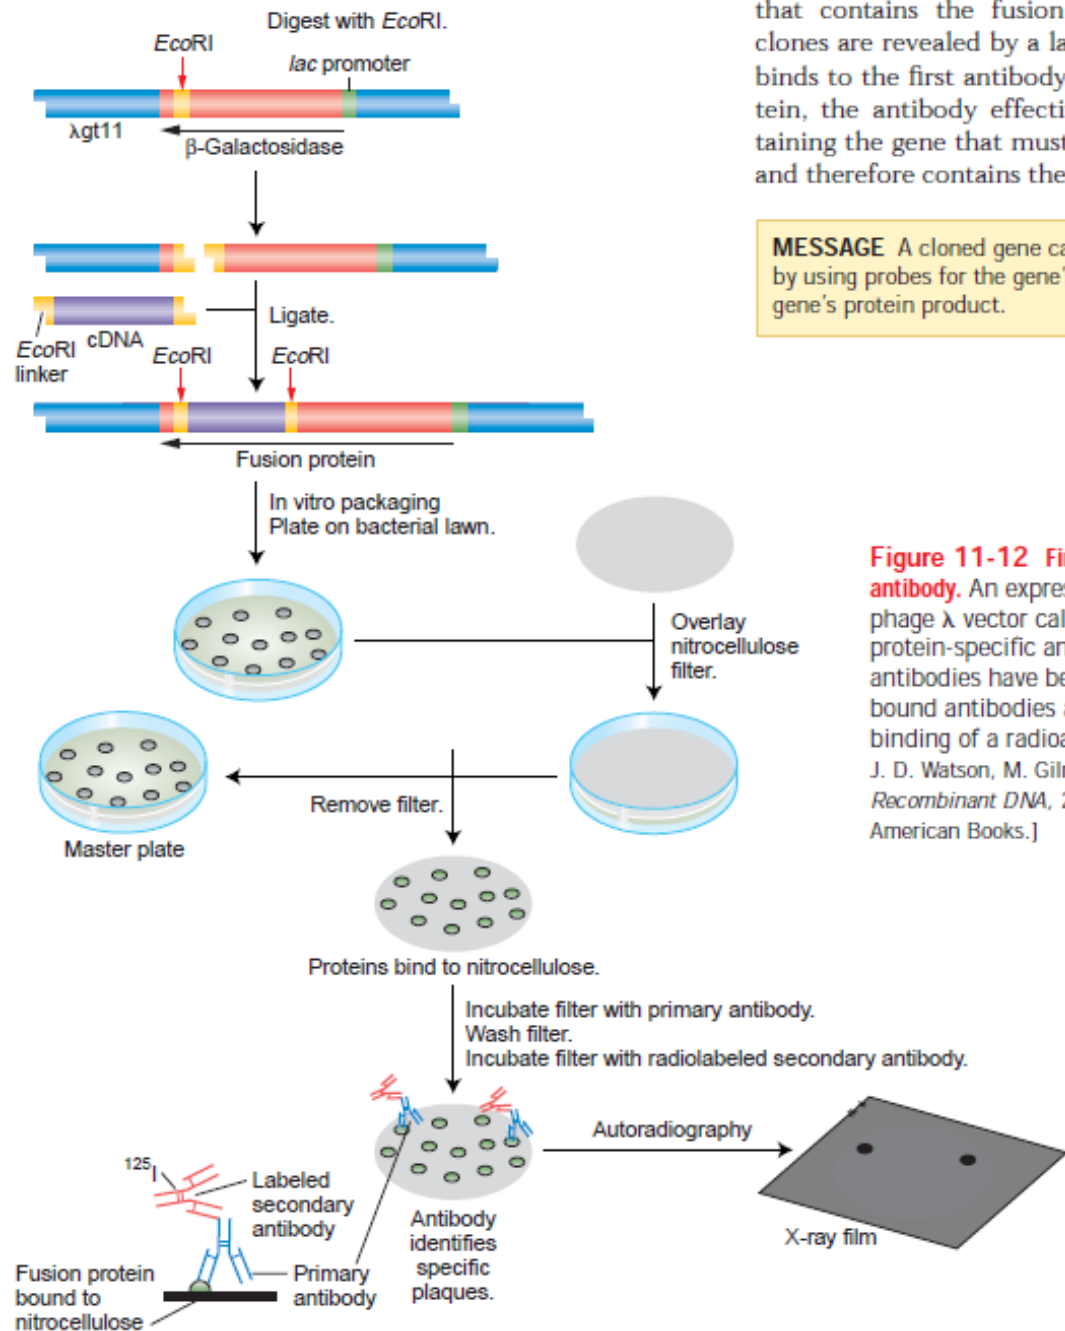 Digest with EcoRI.
EcoRI
lac promoter
λgt11
β-Galactosidase
Ligate.
EcoRI
linker
cDNA
EcoRI
EcoRI
Fusion protein
In vitro packaging
Plate on bacterial lawn.
Overlay
nitrocellulose
filter.
Remove filter.
Master plate
Proteins bind to nitrocellulose.
Incubate filter with primary antibody.
Wash filter.
Incubate filter with radiolabeled secondary antibody.
Autoradiography
125I
Labeled
secondary
antibody
Antibody
identifies
specific
plaques.
X-ray film
Fusion protein
bound to
nitrocellulose
Primary
antibody
that contains the fusion
clones are revealed by a la
binds to the first antibody
tein, the antibody effecti
taining the gene that must
and therefore contains the
MESSAGE A cloned gene ca
by using probes for the gene'
gene's protein product.
Figure 11-12 Fi
antibody. An expres
phage λ vector cal
protein-specific an
antibodies have be
bound antibodies a
binding of a radioa
J. D. Watson, M. Gil
Recombinant DNA, 2
American Books.]